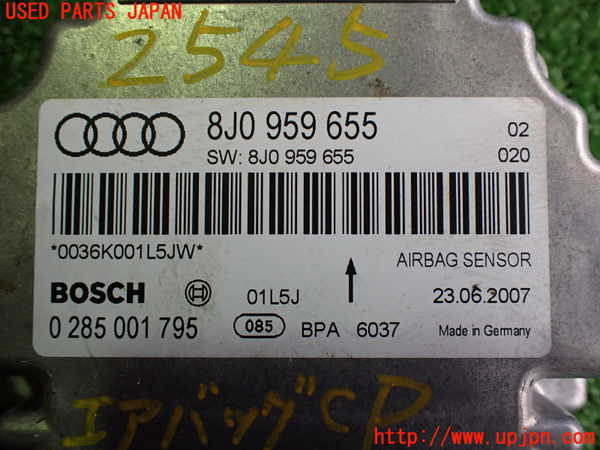 USED PARTS JAPAN
2545
8J0 959 655
02
SW: 8J0 959 655
020
*0036K001L5JW*
AIRBAG SENSOR
BOSCH
01L5J
23.06.2007
0 285 001 795
085
BPA 6037
Made in Germany
エアバッグCP
http://www.upjpn.com/